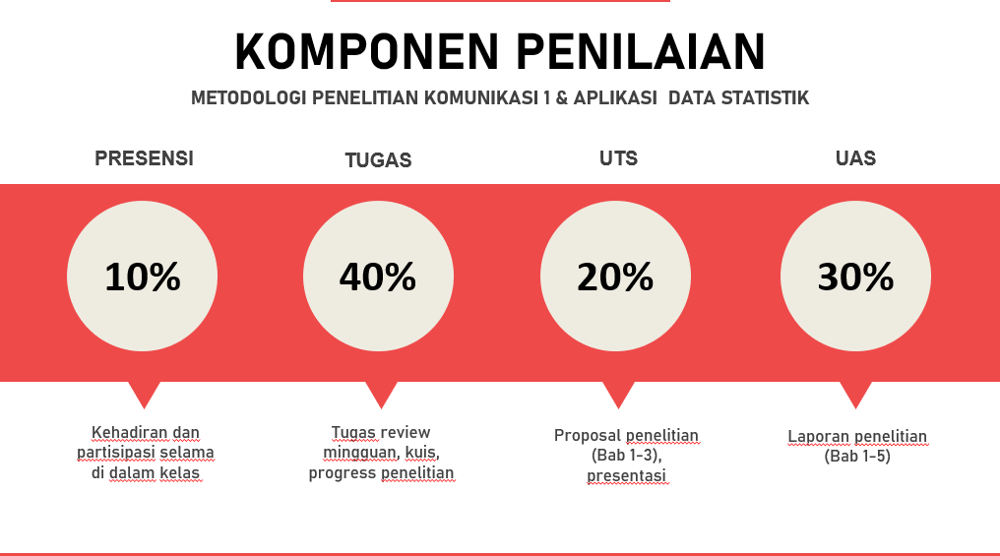 KOMPONEN PENILAIAN
METODOLOGI PENELITIAN KOMUNIKASI 1 & APLIKASI DATA STATISTIK
PRESENSI
10%
Kehadiran dan
partisipasi selama
di dalam kelas
TUGAS
40%
Tugas review
mingguan, kuis,
progress penelitian
UTS
20%
Proposal penelitian
(Bab 1-3),
presentasi
UAS
30%
Laporan penelitian
(Bab 1-5)